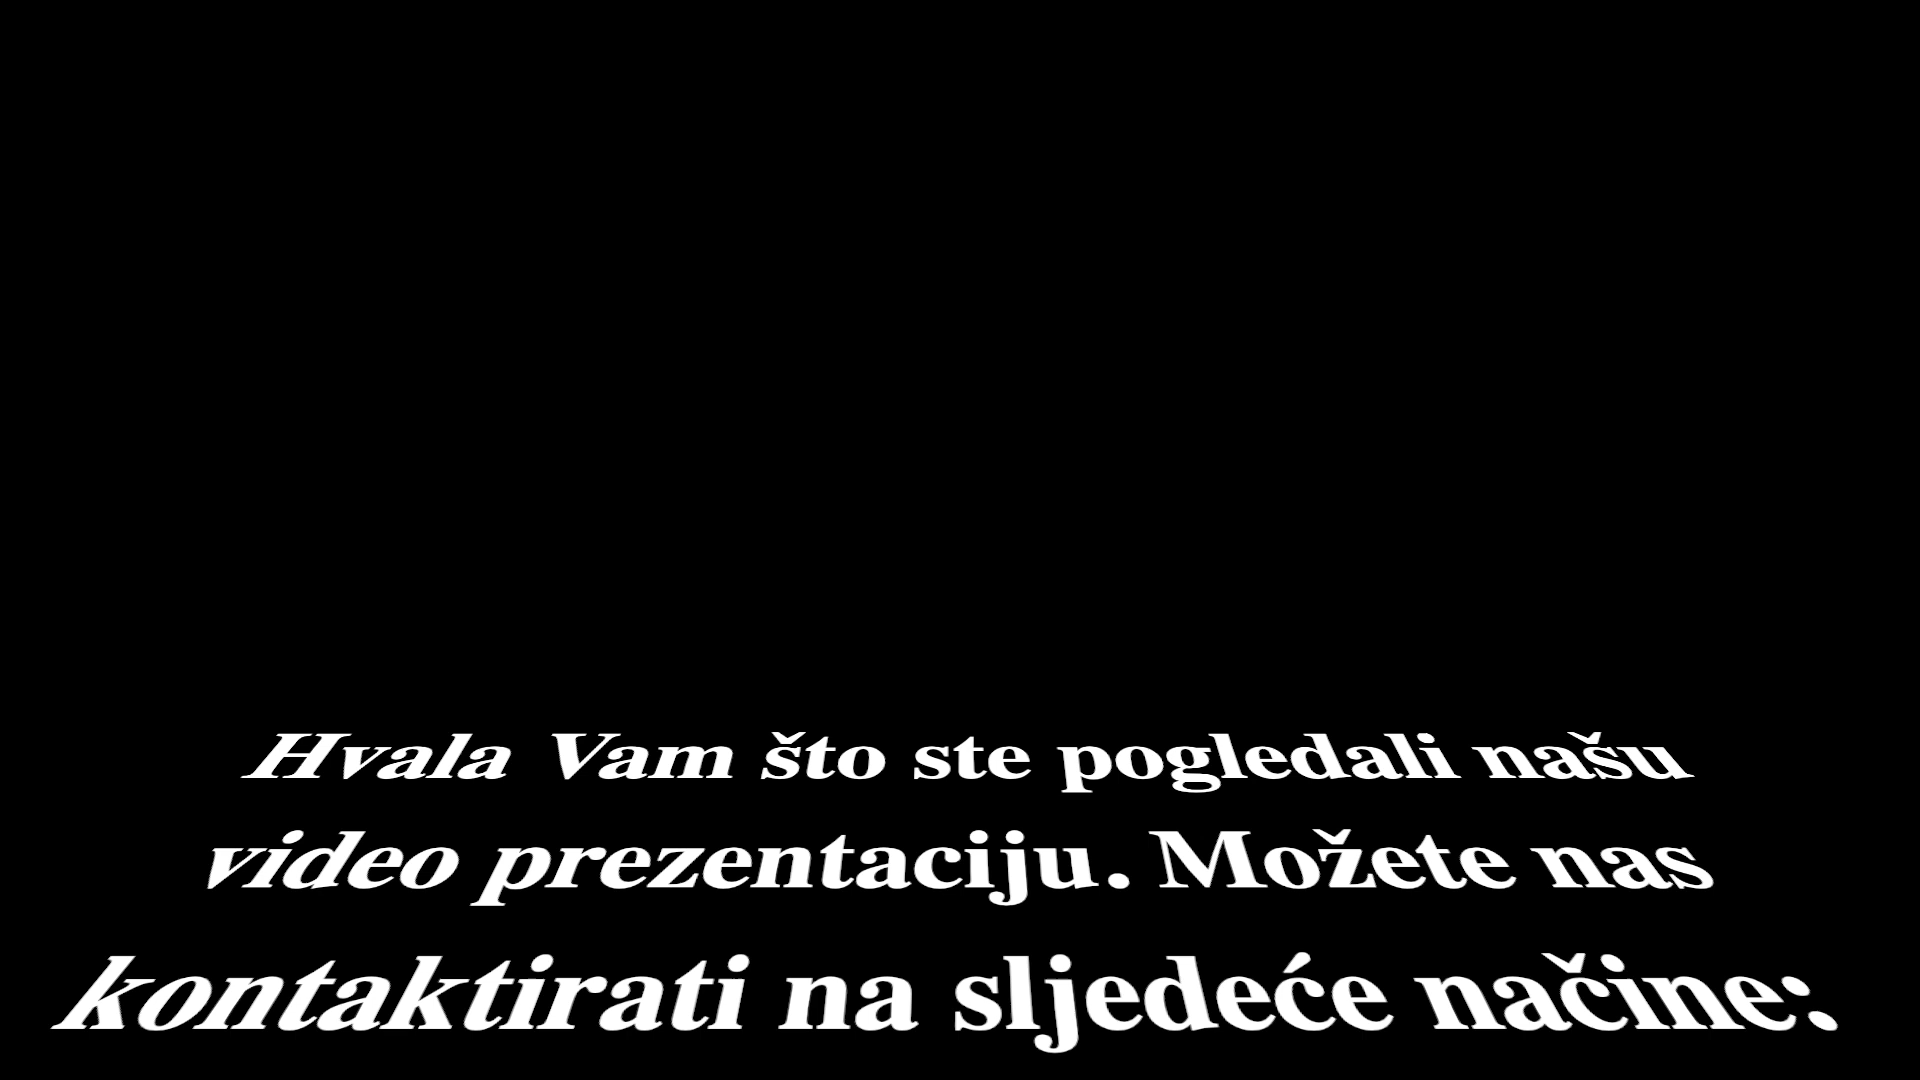 Hvala Vam što ste pogledali našu
video prezentaciju. Možete nas
kontaktirati na sljedeće načine: